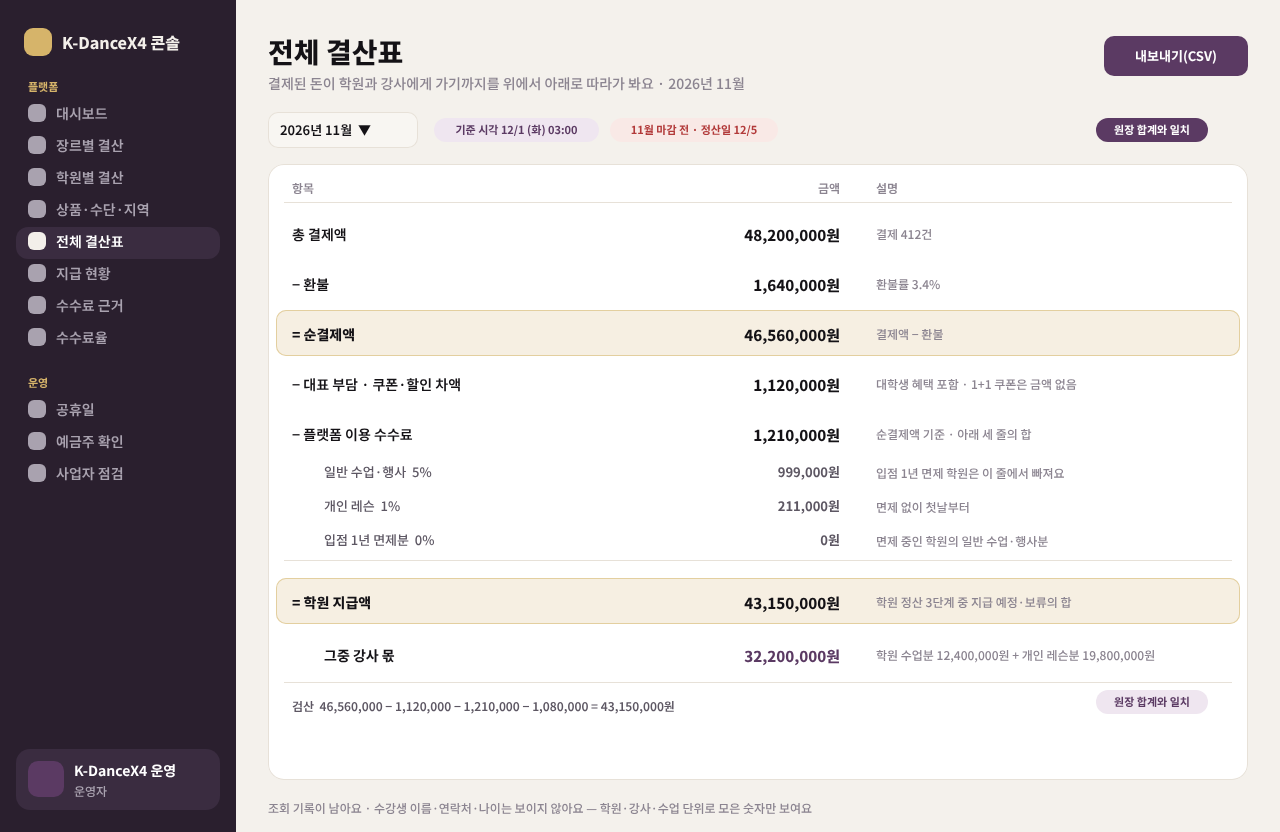 K-DanceX4 콘솔
플랫폼
대시보드
장르별 결산
학원별 결산
상품·수단·지역
전체 결산표
지급 현황
수수료 근거
수수료율
운영
공휴일
예금주 확인
사업자 점검
K-DanceX4 운영
운영자
전체 결산표
결제된 돈이 학원과 강사에게 가기까지를 위에서 아래로 따라가 봐요 · 2026년 11월
내보내기(CSV)
2026년 11월 ▼
기준 시각 12/1 (화) 03:00
11월 마감 전 · 정산일 12/5
원장 합계와 일치
항목 금액 설명
총 결제액 48,200,000원 결제 412건
− 환불 1,640,000원 환불률 3.4%
= 순결제액 46,560,000원 결제액 − 환불
− 대표 부담 · 쿠폰·할인 차액 1,120,000원 대학생 혜택 포함 · 1+1 쿠폰은 금액 없음
− 플랫폼 이용 수수료 1,210,000원 순결제액 기준 · 아래 세 줄의 합
일반 수업·행사 5% 999,000원 입점 1년 면제 학원은 이 줄에서 빠져요
개인 레슨 1% 211,000원 면제 없이 첫날부터
입점 1년 면제분 0% 0원 면제 중인 학원의 일반 수업·행사분
= 학원 지급액 43,150,000원 학원 정산 3단계 중 지급 예정·보류의 합
그중 강사 몫 32,200,000원 학원 수업분 12,400,000원 + 개인 레슨분 19,800,000원
검산 46,560,000 − 1,120,000 − 1,210,000 − 1,080,000 = 43,150,000원
원장 합계와 일치
조회 기록이 남아요 · 수강생 이름·연락처·나이는 보이지 않아요 — 학원·강사·수업 단위로 모은 숫자만 보여요